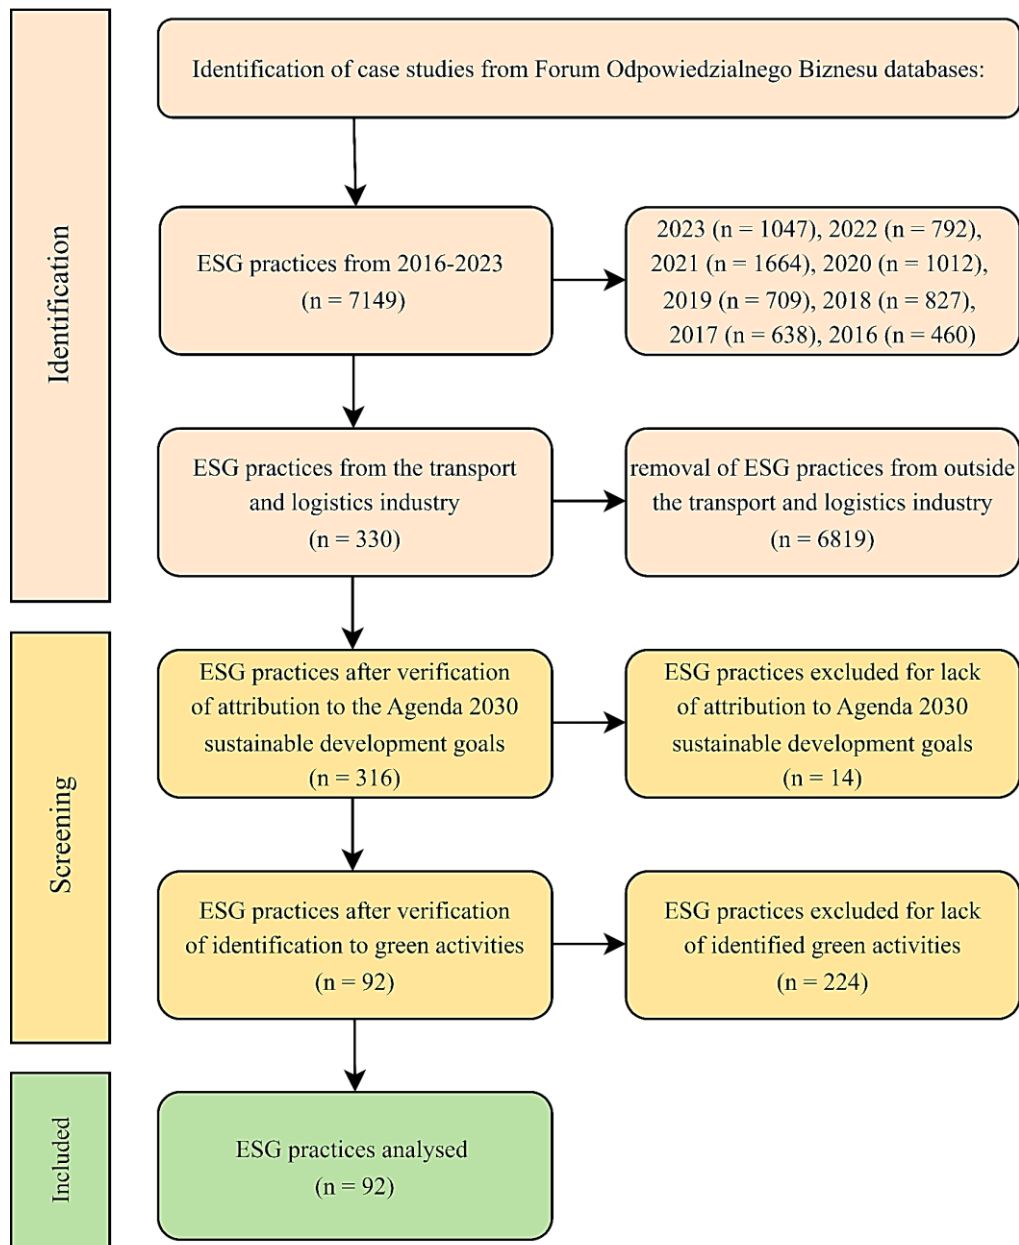 Identification
Identification of case studies from Forum Odpowiedzialnego Biznesu databases:
ESG practices from 2016-2023
(n = 7149)
2023 (n = 1047), 2022 (n = 792),
2021 (n = 1664), 2020 (n = 1012),
2019 (n = 709), 2018 (n = 827),
2017 (n = 638), 2016 (n = 460)
ESG practices from the transport
and logistics industry
(n = 330)
removal of ESG practices from outside
the transport and logistics industry
(n = 6819)
Screening
ESG practices after verification
of attribution to the Agenda 2030
sustainable development goals
(n = 316)
ESG practices excluded for lack
of attribution to Agenda 2030
sustainable development goals
(n = 14)
ESG practices after verification
of identification to green activities
(n = 92)
ESG practices excluded for lack
of identified green activities
(n = 224)
Included
ESG practices analysed
(n = 92)